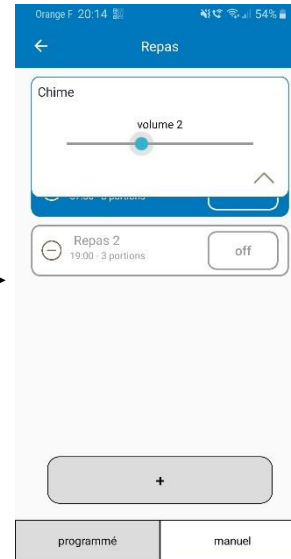 Orange F 20:14 54%
Repas
Chime
volume 2
Repas 2
19:00 - 3 portions
off
+
programmé
manuel